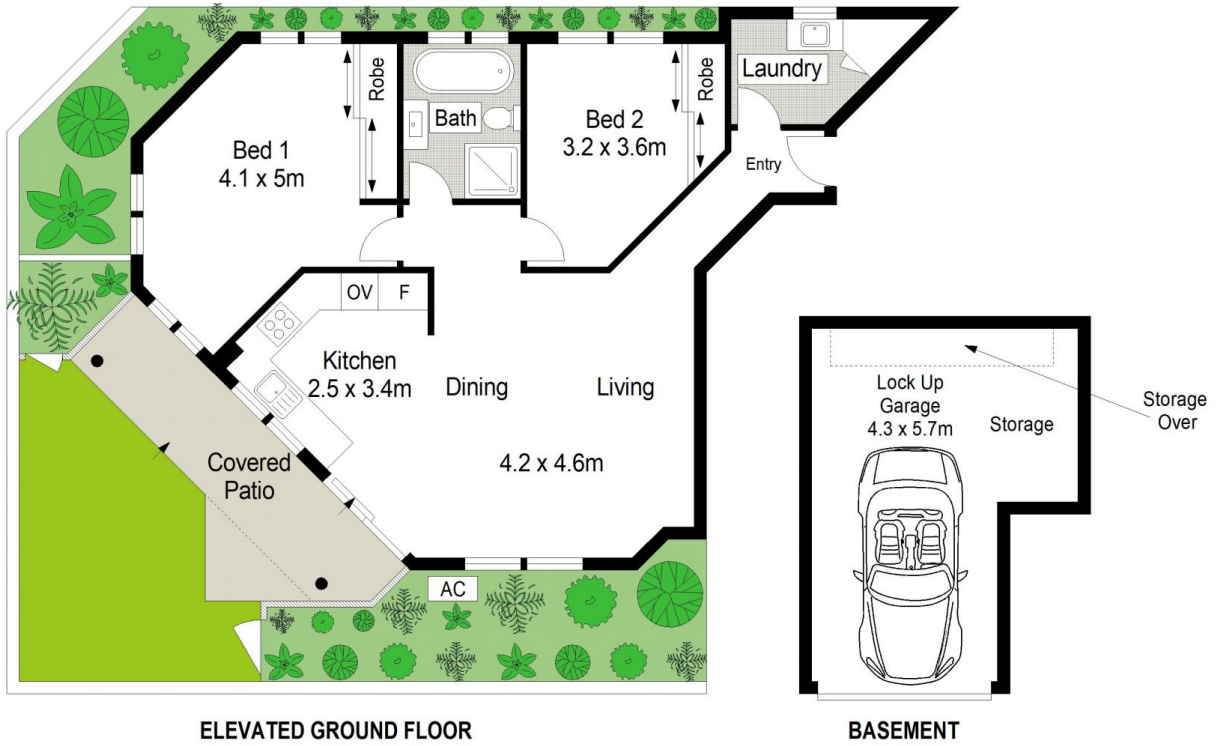 Robe
Bath
Robe
Laundry
Bed 1
4.1 x 5m
Bed 2
3.2 x 3.6m
Entry
OV
F
Kitchen
2.5 x 3.4m
Dining
Living
4.2 x 4.6m
Covered
Patio
AC
Lock Up
Garage
4.3 x 5.7m
Storage
Storage
Over
ELEVATED GROUND FLOOR
BASEMENT